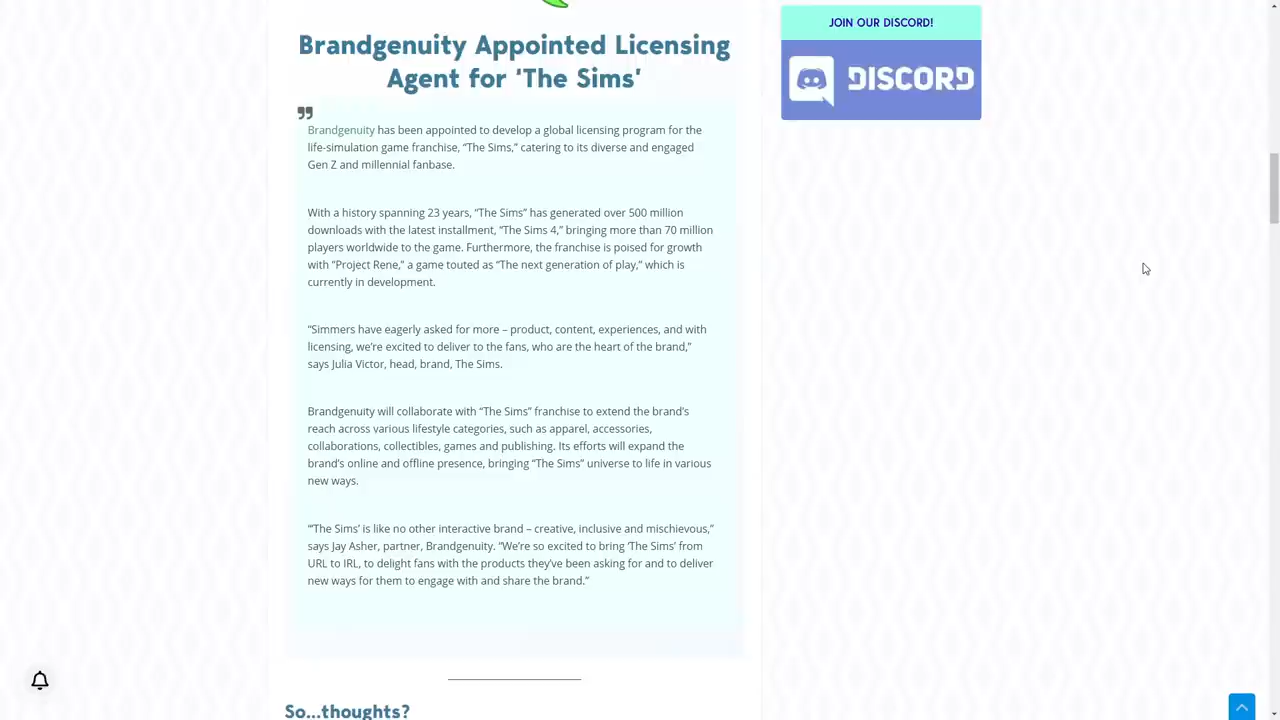 JOIN OUR DISCORD!
DISCORD
Brandgenuity Appointed Licensing
Agent for ‘The Sims’
Brandgenuity has been appointed to develop a global licensing program for the
life-simulation game franchise, “The Sims,” catering to its diverse and engaged
Gen Z and millennial fanbase.
With a history spanning 23 years, “The Sims” has generated over 500 million
downloads with the latest installment, “The Sims 4,” bringing more than 70 million
players worldwide to the game. Furthermore, the franchise is poised for growth
with “Project Rene,” a game touted as “The next generation of play,” which is
currently in development.
“Simmers have eagerly asked for more – product, content, experiences, and with
licensing, we’re excited to deliver to the fans, who are the heart of the brand,”
says Julia Victor, head, brand, The Sims.
Brandgenuity will collaborate with “The Sims” franchise to extend the brand’s
reach across various lifestyle categories, such as apparel, accessories,
collaborations, collectibles, games and publishing. Its efforts will expand the
brand’s online and offline presence, bringing “The Sims” universe to life in various
new ways.
“‘The Sims’ is like no other interactive brand – creative, inclusive and mischievous,”
says Jay Asher, partner, Brandgenuity. “We’re so excited to bring ‘The Sims’ from
URL to IRL, to delight fans with the products they’ve been asking for and to deliver
new ways for them to engage with and share the brand.”
So...thoughts?